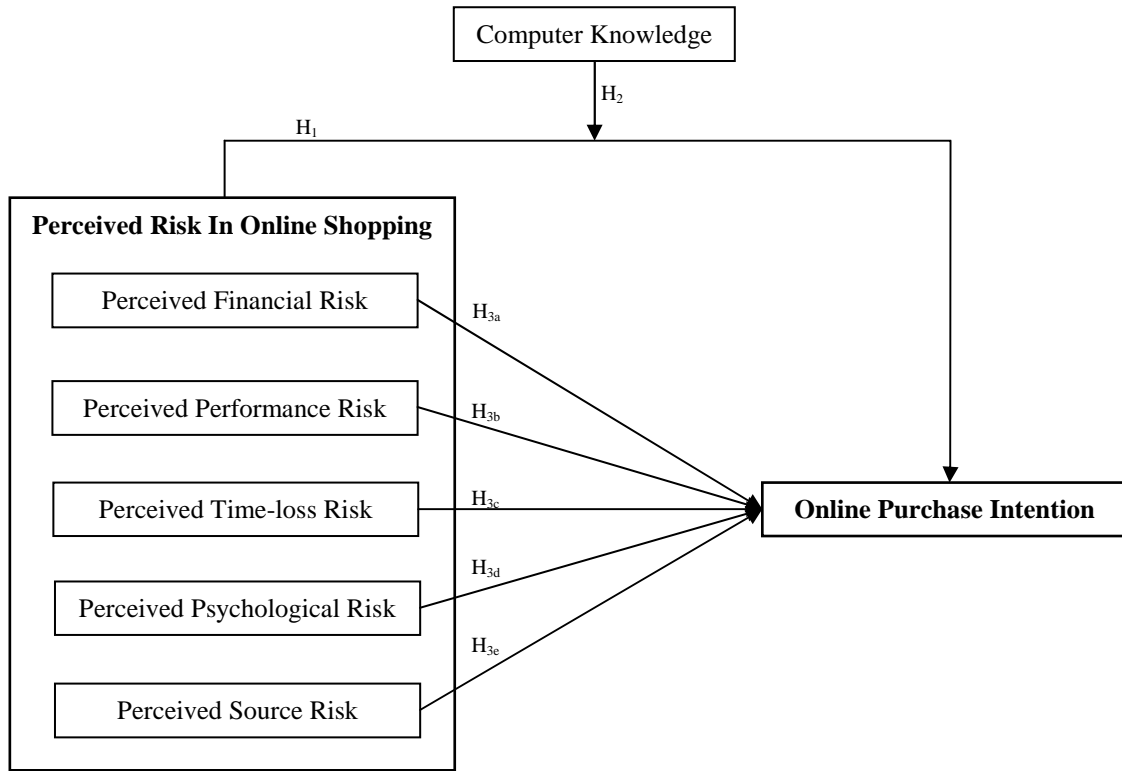 Computer Knowledge
H₂
H₁
Perceived Risk In Online Shopping
Perceived Financial Risk
H₃ₐ
Perceived Performance Risk
H₃b
Perceived Time-loss Risk
H₃c
Online Purchase Intention
H₃d
Perceived Psychological Risk
H₃ₑ
Perceived Source Risk